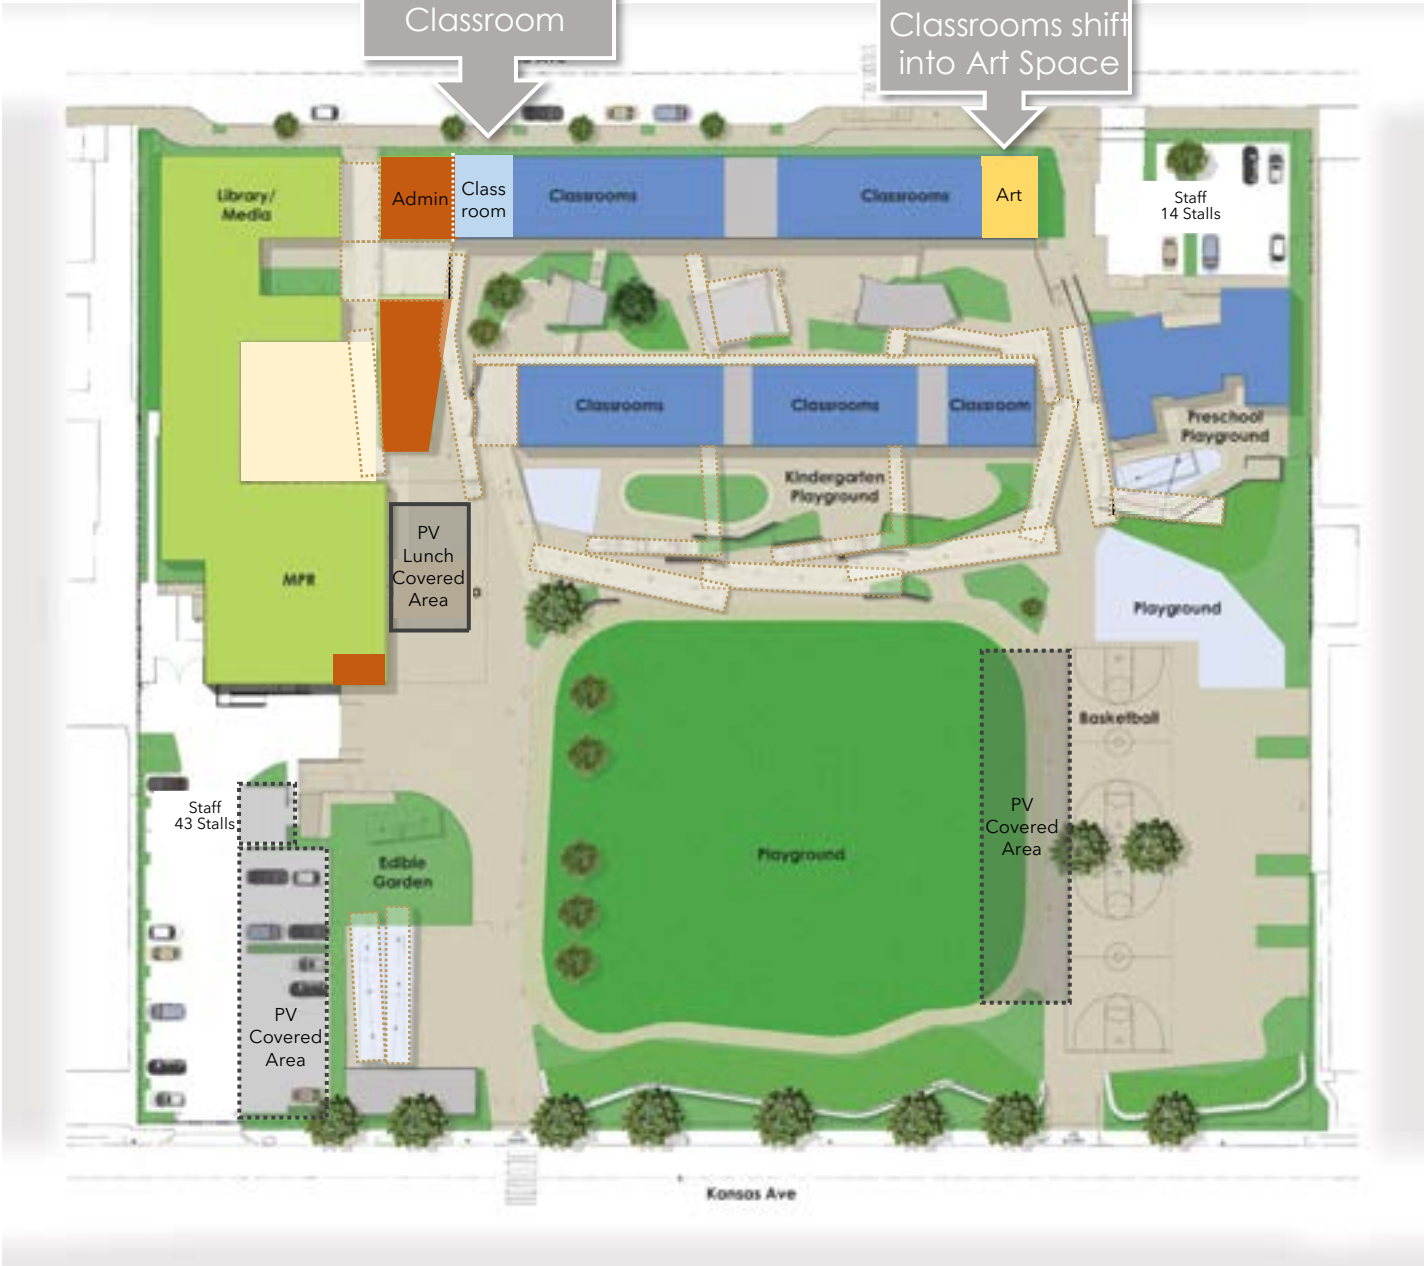 Classroom
Classrooms shift
into Art Space
Library/
Media
Admin
Class
room
Classrooms
Classrooms
Art
Staff
14 Stalls
Classrooms
Classrooms
Classroom
Preschool
Playground
Kindergarten
Playground
PV
Lunch
Covered
Area
MPR
Playground
Basketball
Staff
43 Stalls
PV
Covered
Area
Playground
Edible
Garden
PV
Covered
Area
Kansas Ave